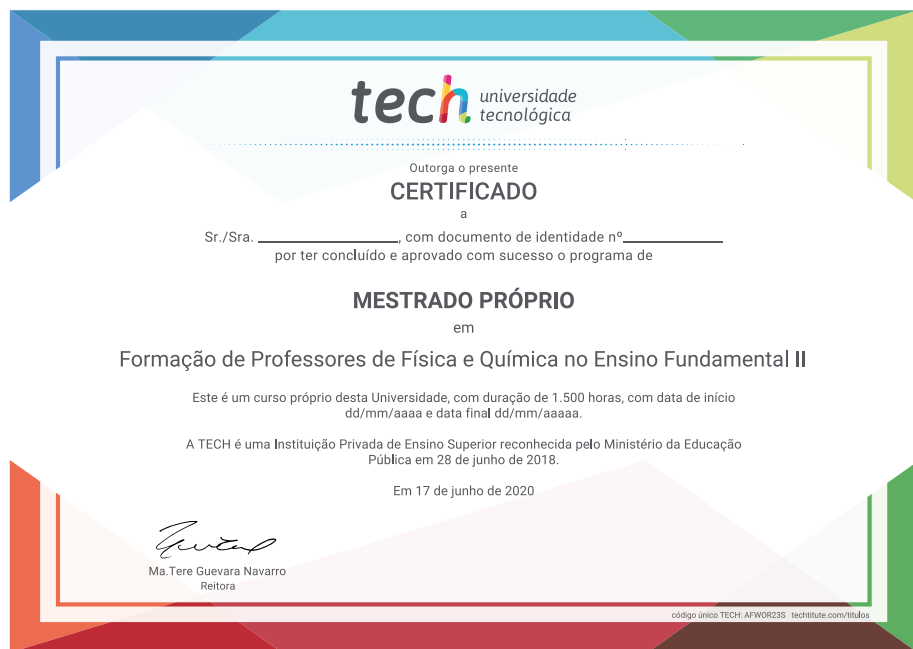 tech universidade
tecnológica
Outorga o presente
CERTIFICADO
a
Sr./Sra. ________________, com documento de identidade nº____________
por ter concluído e aprovado com sucesso o programa de
MESTRADO PRÓPRIO
em
Formação de Professores de Física e Química no Ensino Fundamental II
Este é um curso próprio desta Universidade, com duração de 1.500 horas, com data de início
dd/mm/aaaa e data final dd/mm/aaaaa.
A TECH é uma Instituição Privada de Ensino Superior reconhecida pelo Ministério da Educação
Pública em 28 de junho de 2018.
Em 17 de junho de 2020
Ma.Tere Guevara Navarro
Reitora
código único TECH: AFWOR23S techtitute.com/titulos